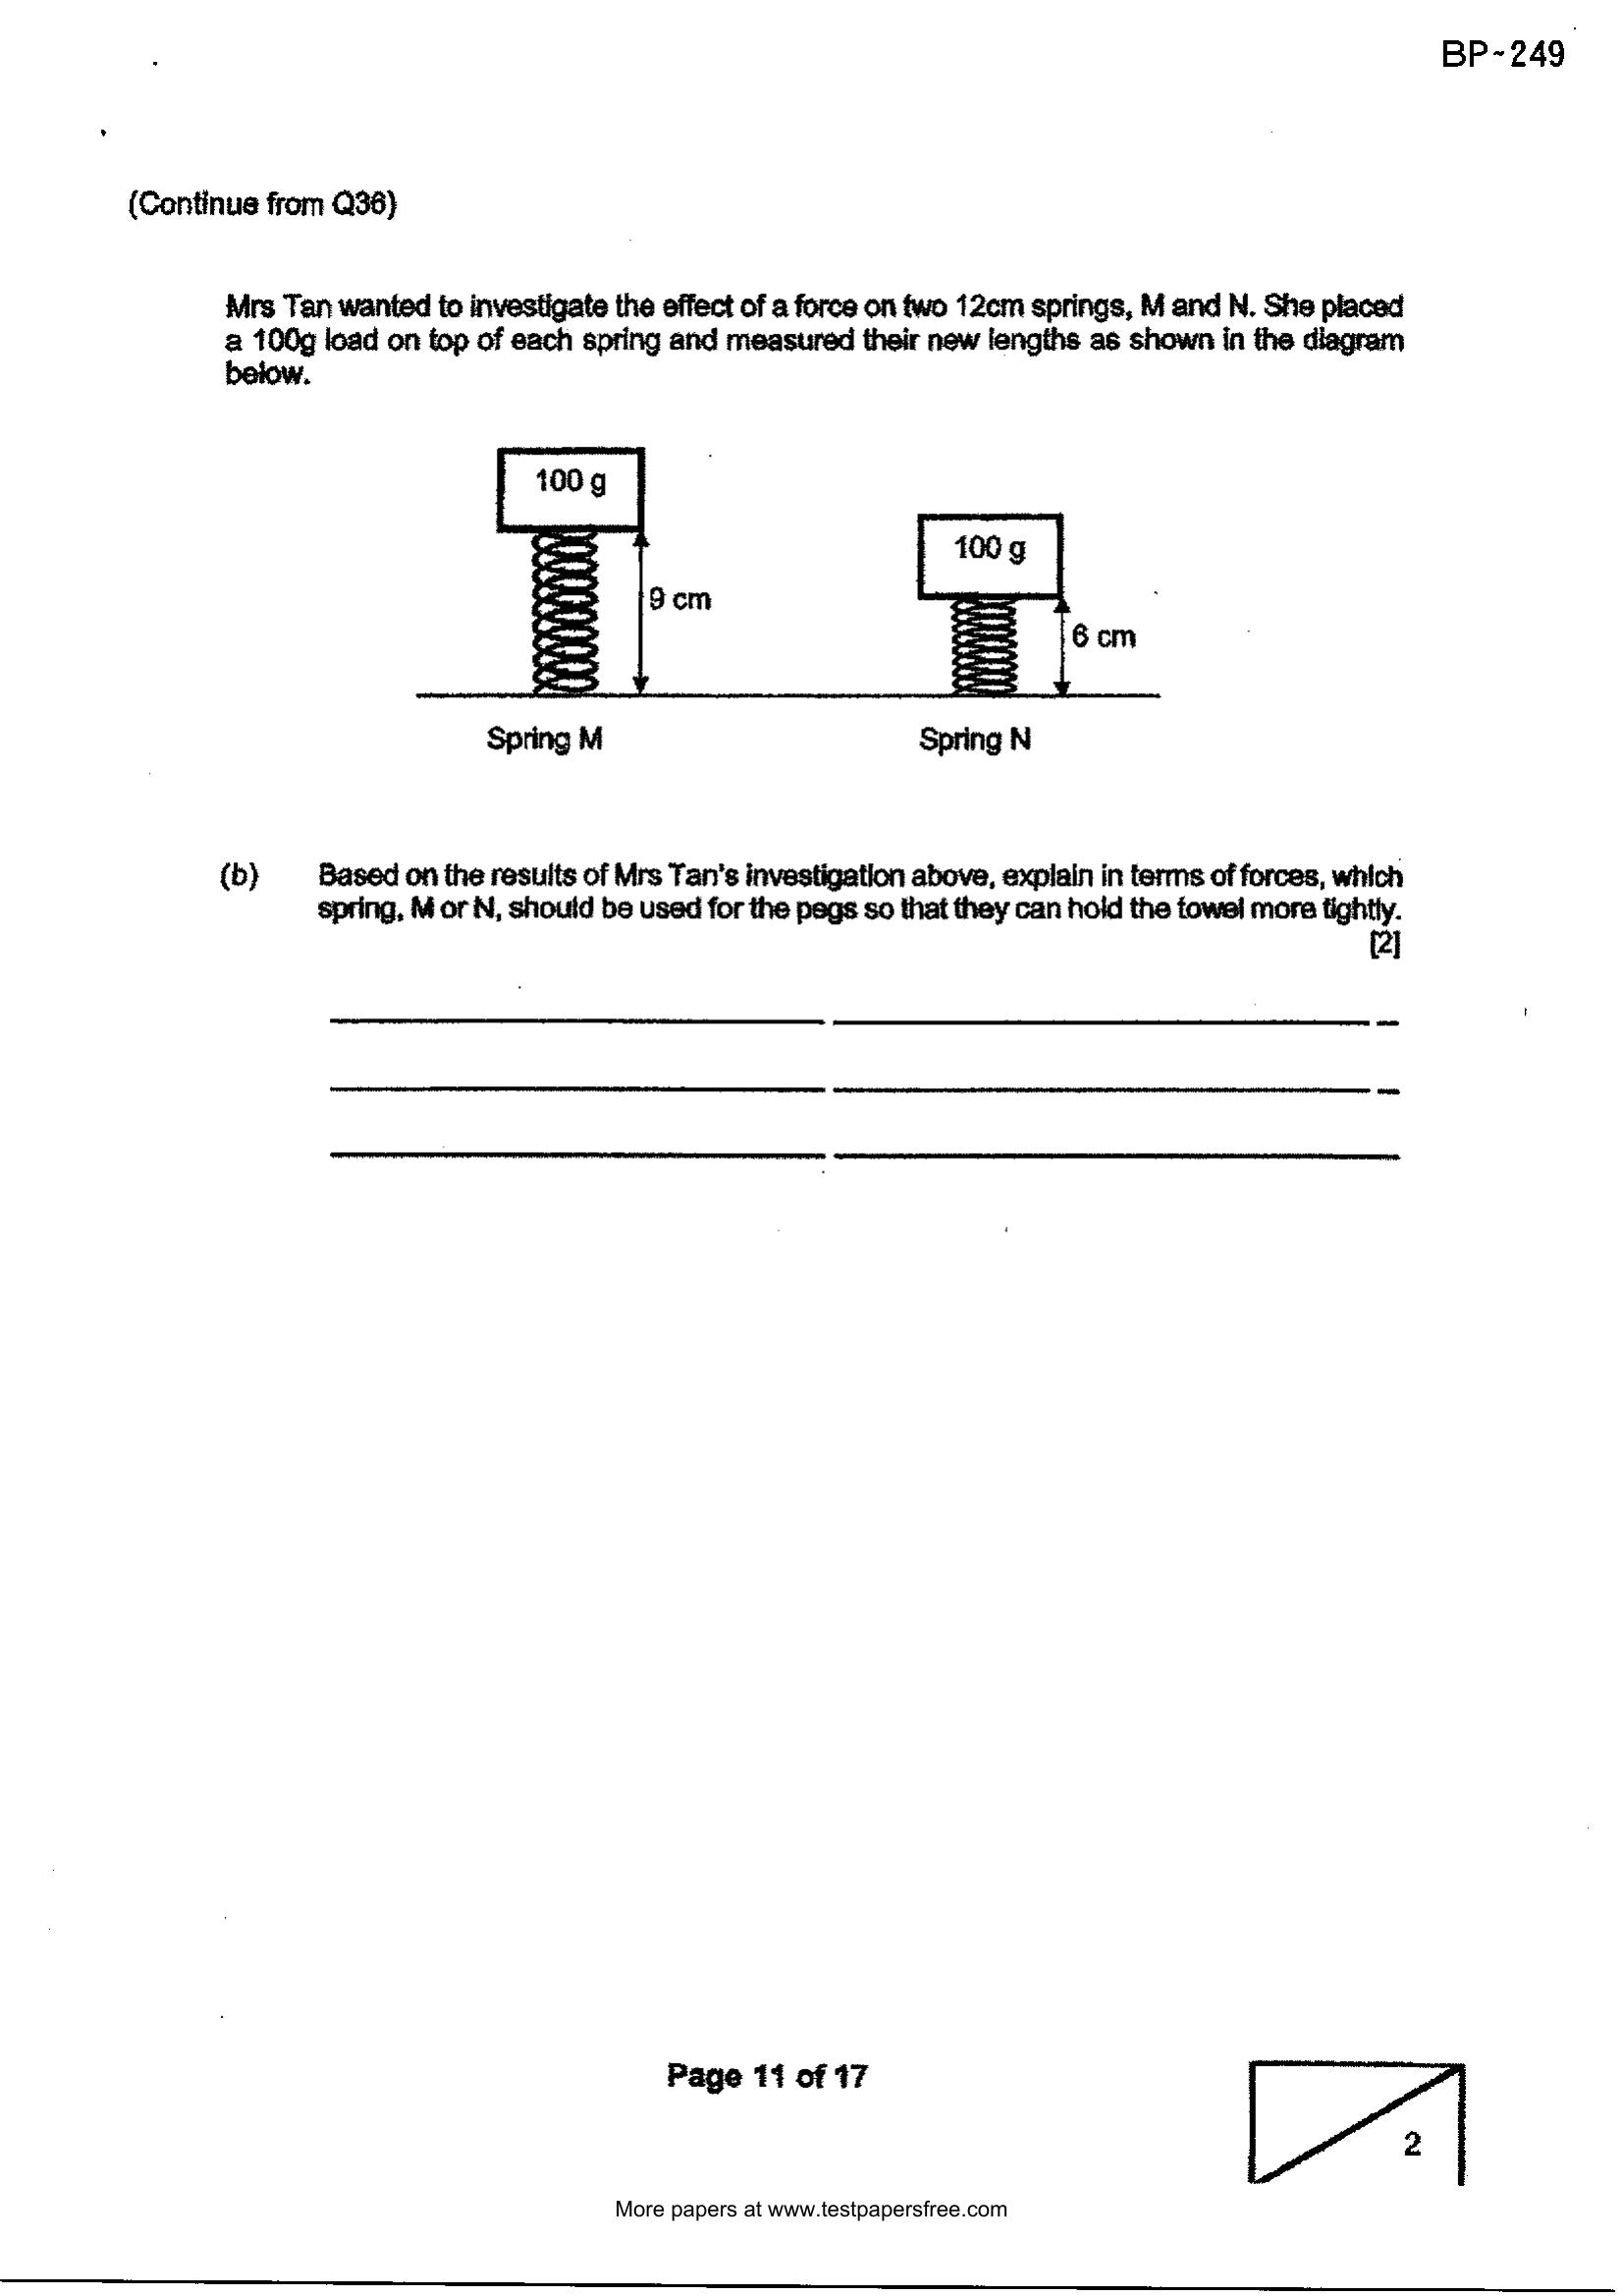 BP-249
(Continue from Q36)
Mrs Tan wanted to investigate the effect of a force on two 12cm springs, M and N. She placed
a 100g load on top of each spring and measured their new lengths as shown in the diagram
below.
100 g
100 g
9 cm
6 cm
Spring M
Spring N
(b) Based on the results of Mrs Tan's investigation above, explain in terms of forces, which
spring, M or N, should be used for the pegs so that they can hold the towel more tightly.
[2]
Page 11 of 17
2
More papers at www.testpapersfree.com